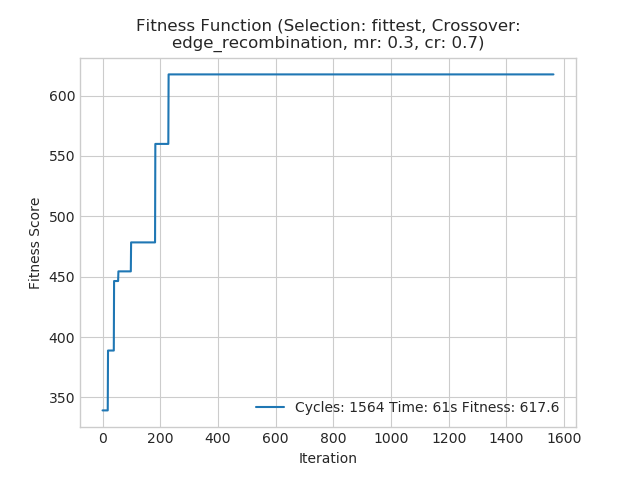 Fitness Function (Selection: fittest, Crossover:
edge_recombination, mr: 0.3, cr: 0.7)
Fitness Score
600
550
500
450
400
350
Cycles: 1564 Time: 61s Fitness: 617.6
0 200 400 600 800 1000 1200 1400 1600
Iteration